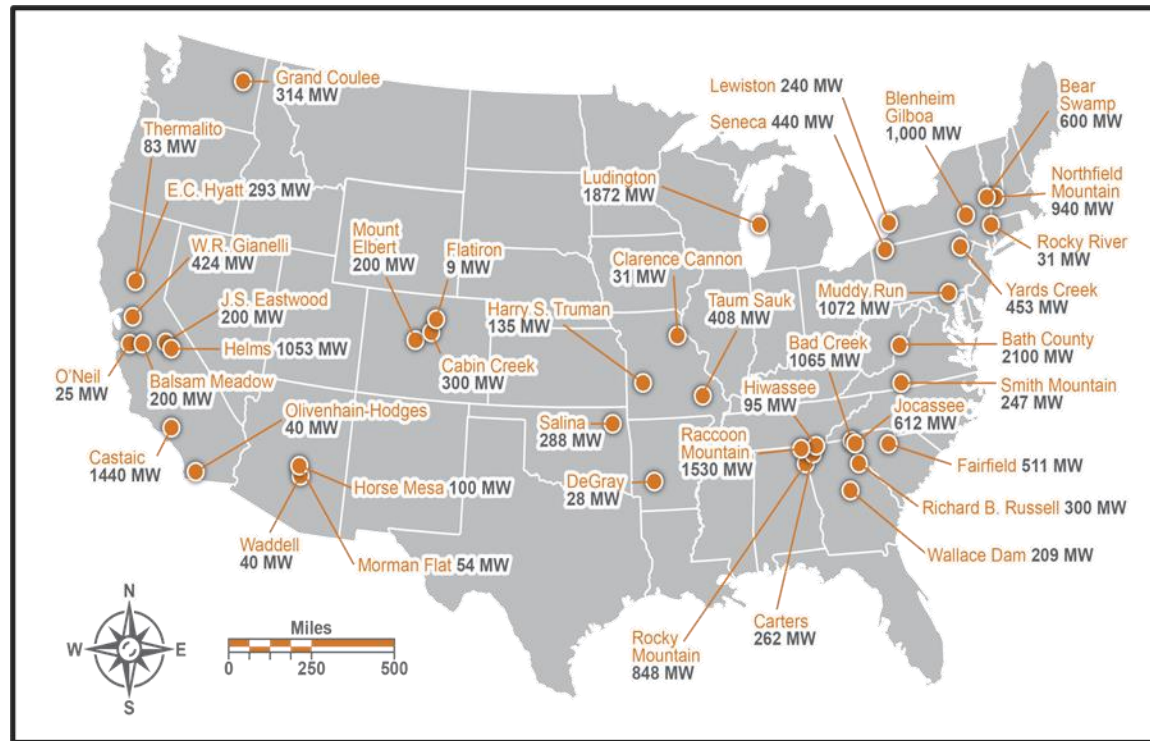 Grand Coulee
314 MW
Thermalito
83 MW
E.C. Hyatt 293 MW
W.R. Gianelli
424 MW
J.S. Eastwood
200 MW
Helms 1053 MW
O'Neil
25 MW
Balsam Meadow
200 MW
Castaic
1440 MW
Olivenhain-Hodges
40 MW
Mount
Elbert
200 MW
Flatiron
9 MW
Cabin Creek
300 MW
Horse Mesa 100 MW
Waddell
40 MW
Morman Flat 54 MW
Harry S. Truman
135 MW
Clarence Cannon
31 MW
Taum Sauk
408 MW
Salina
288 MW
DeGray
28 MW
Ludington
1872 MW
Lewiston 240 MW
Seneca 440 MW
Blenheim
Gilboa
1,000 MW
Bear
Swamp
600 MW
Northfield
Mountain
940 MW
Rocky River
31 MW
Yards Creek
453 MW
Muddy Run
1072 MW
Bath County
2100 MW
Smith Mountain
247 MW
Bad Creek
1065 MW
Hiwassee
95 MW
Jocassee
612 MW
Raccoon
Mountain
1530 MW
Fairfield 511 MW
Richard B. Russell 300 MW
Wallace Dam 209 MW
Carters
262 MW
Rocky
Mountain
848 MW
N
W
E
S
Miles
0
250
500